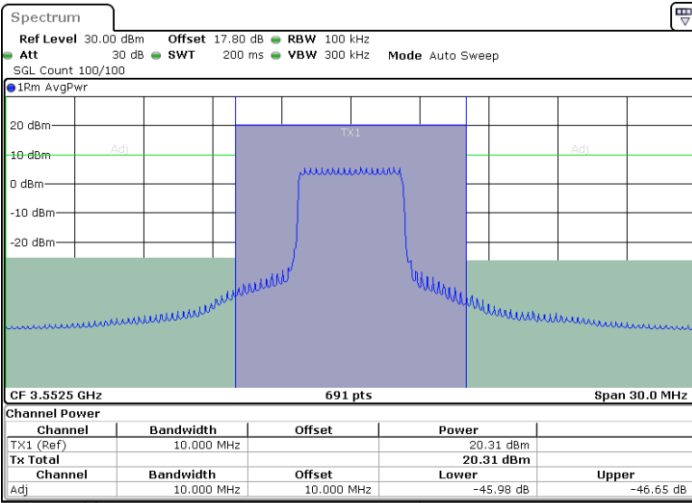 Spectrum
Ref Level 30.00 dBm Offset 17.80 dB RBW 100 kHz
Att 30 dB SWT 200 ms VBW 300 kHz Mode Auto Sweep
SGL Count 100/100
1Rm AvgPwr
20 dBm
TX1
10 dBm Adj Adj
0 dBm
-10 dBm
-20 dBm
CF 3.5525 GHz 691 pts Span 30.0 MHz
Channel Power
Channel Bandwidth Offset Power
TX1 (Ref) 10.000 MHz 20.31 dBm
Tx Total 20.31 dBm
Channel Bandwidth Offset Lower Upper
Adj 10.000 MHz 10.000 MHz -45.98 dB -46.65 dB